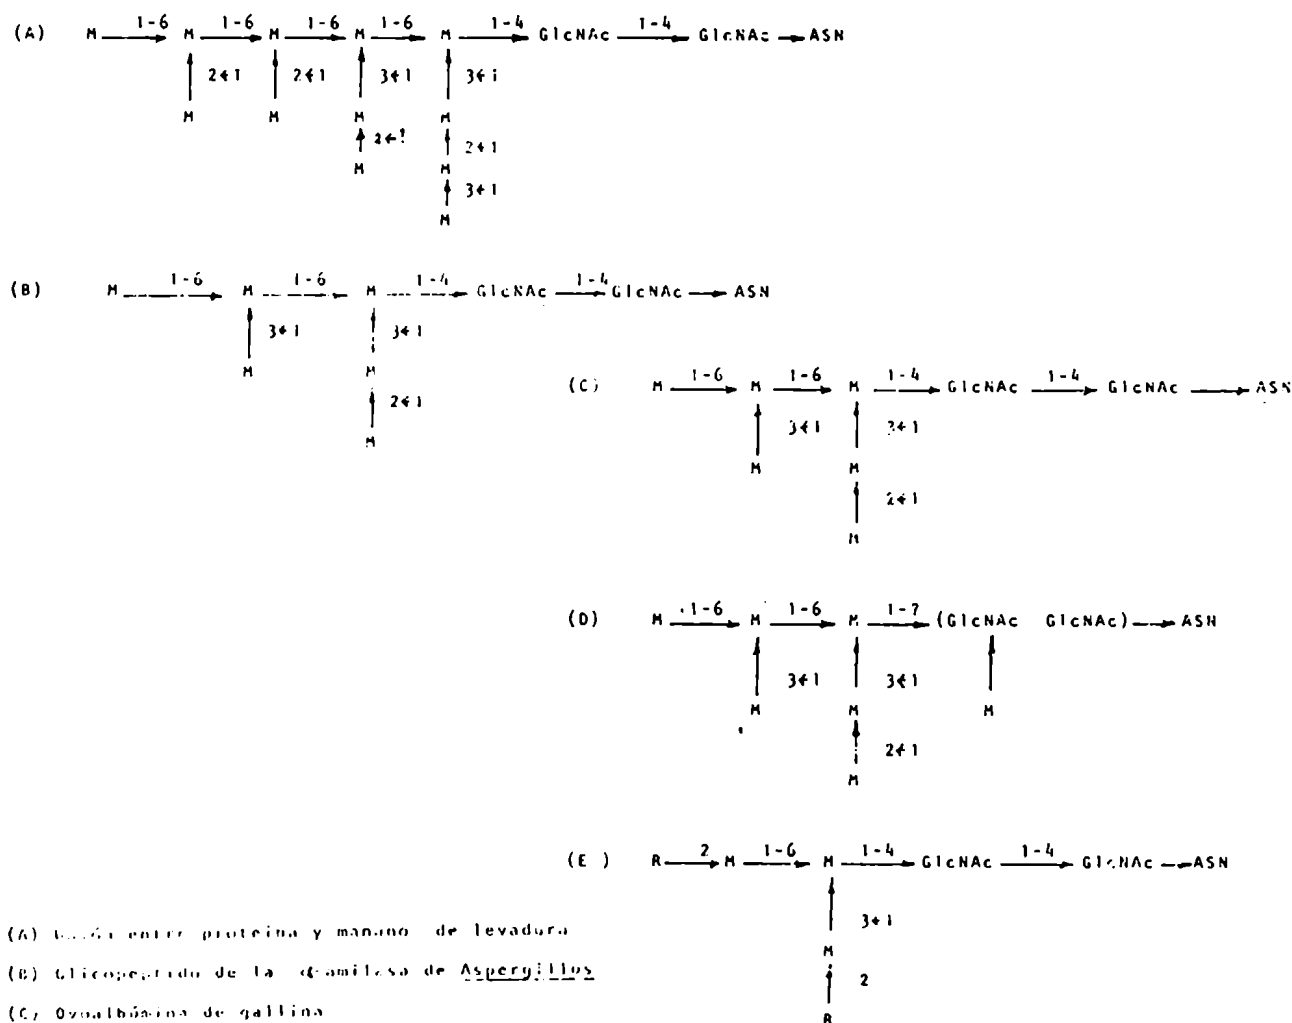 1-6 1-6 1-6 1-6 1-4 1-4
(A) M M M M M GlcNAc GlcNAc ASN
2←1 2←1 3←1 3←1
M M M M
2←! 2←1
M M
3←1
M
1-6 1-6 1-4 1-4
(B) M M M GlcNAc GlcNAc ASN
3←1 3←1
M M
2←1
M
1-6 1-6 1-4 1-4
(C) M M M GlcNAc GlcNAc ASN
3←1 3←1
M M
2←1
M
1-6 1-6 1-?
(D) M M M (GlcNAc GlcNAc) ASN
3←1 3←1
M M M
2←1
M
2 1-6 1-4 1-4
(E ) R M M GlcNAc GlcNAc ASN
3←1
M
2
R
(A) enter proteina y manano de levadura
(B) Glicopeptido de la amilasa de Aspergillos
(C) Ovoalbúmina de gallina